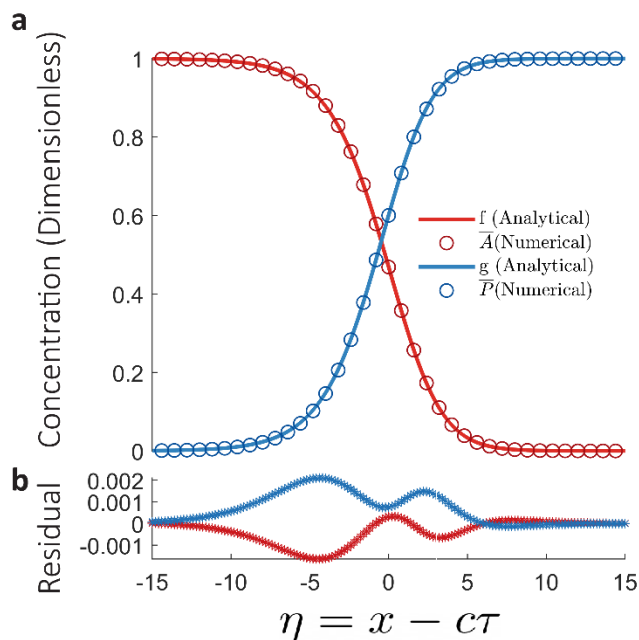 a
Concentration (Dimensionless)
1
0.8
0.6
0.4
0.2
0
f (Analytical)
A̅(Numerical)
g (Analytical)
P̅(Numerical)
b
Residual
0.002
0.001
0
-0.001
-15 -10 -5 0 5 10 15
η = x − cτ